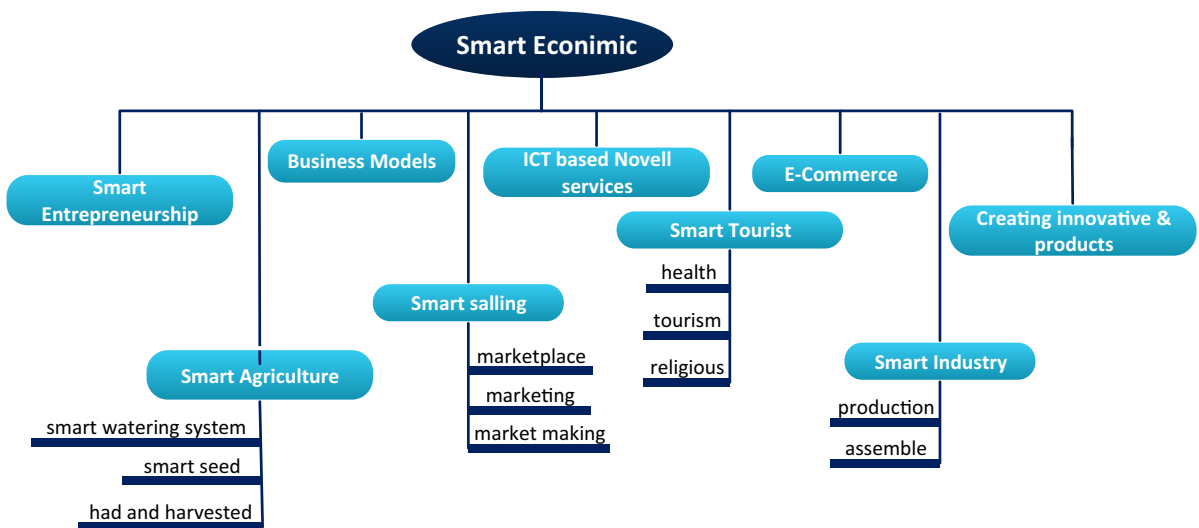 Smart Econimic
Smart
Entrepreneurship
Smart Agriculture
smart watering system
smart seed
had and harvested
Business Models
Smart salling
marketplace
marketing
market making
ICT based Novell
services
Smart Tourist
health
tourism
religious
E-Commerce
Smart Industry
production
assemble
Creating innovative &
products